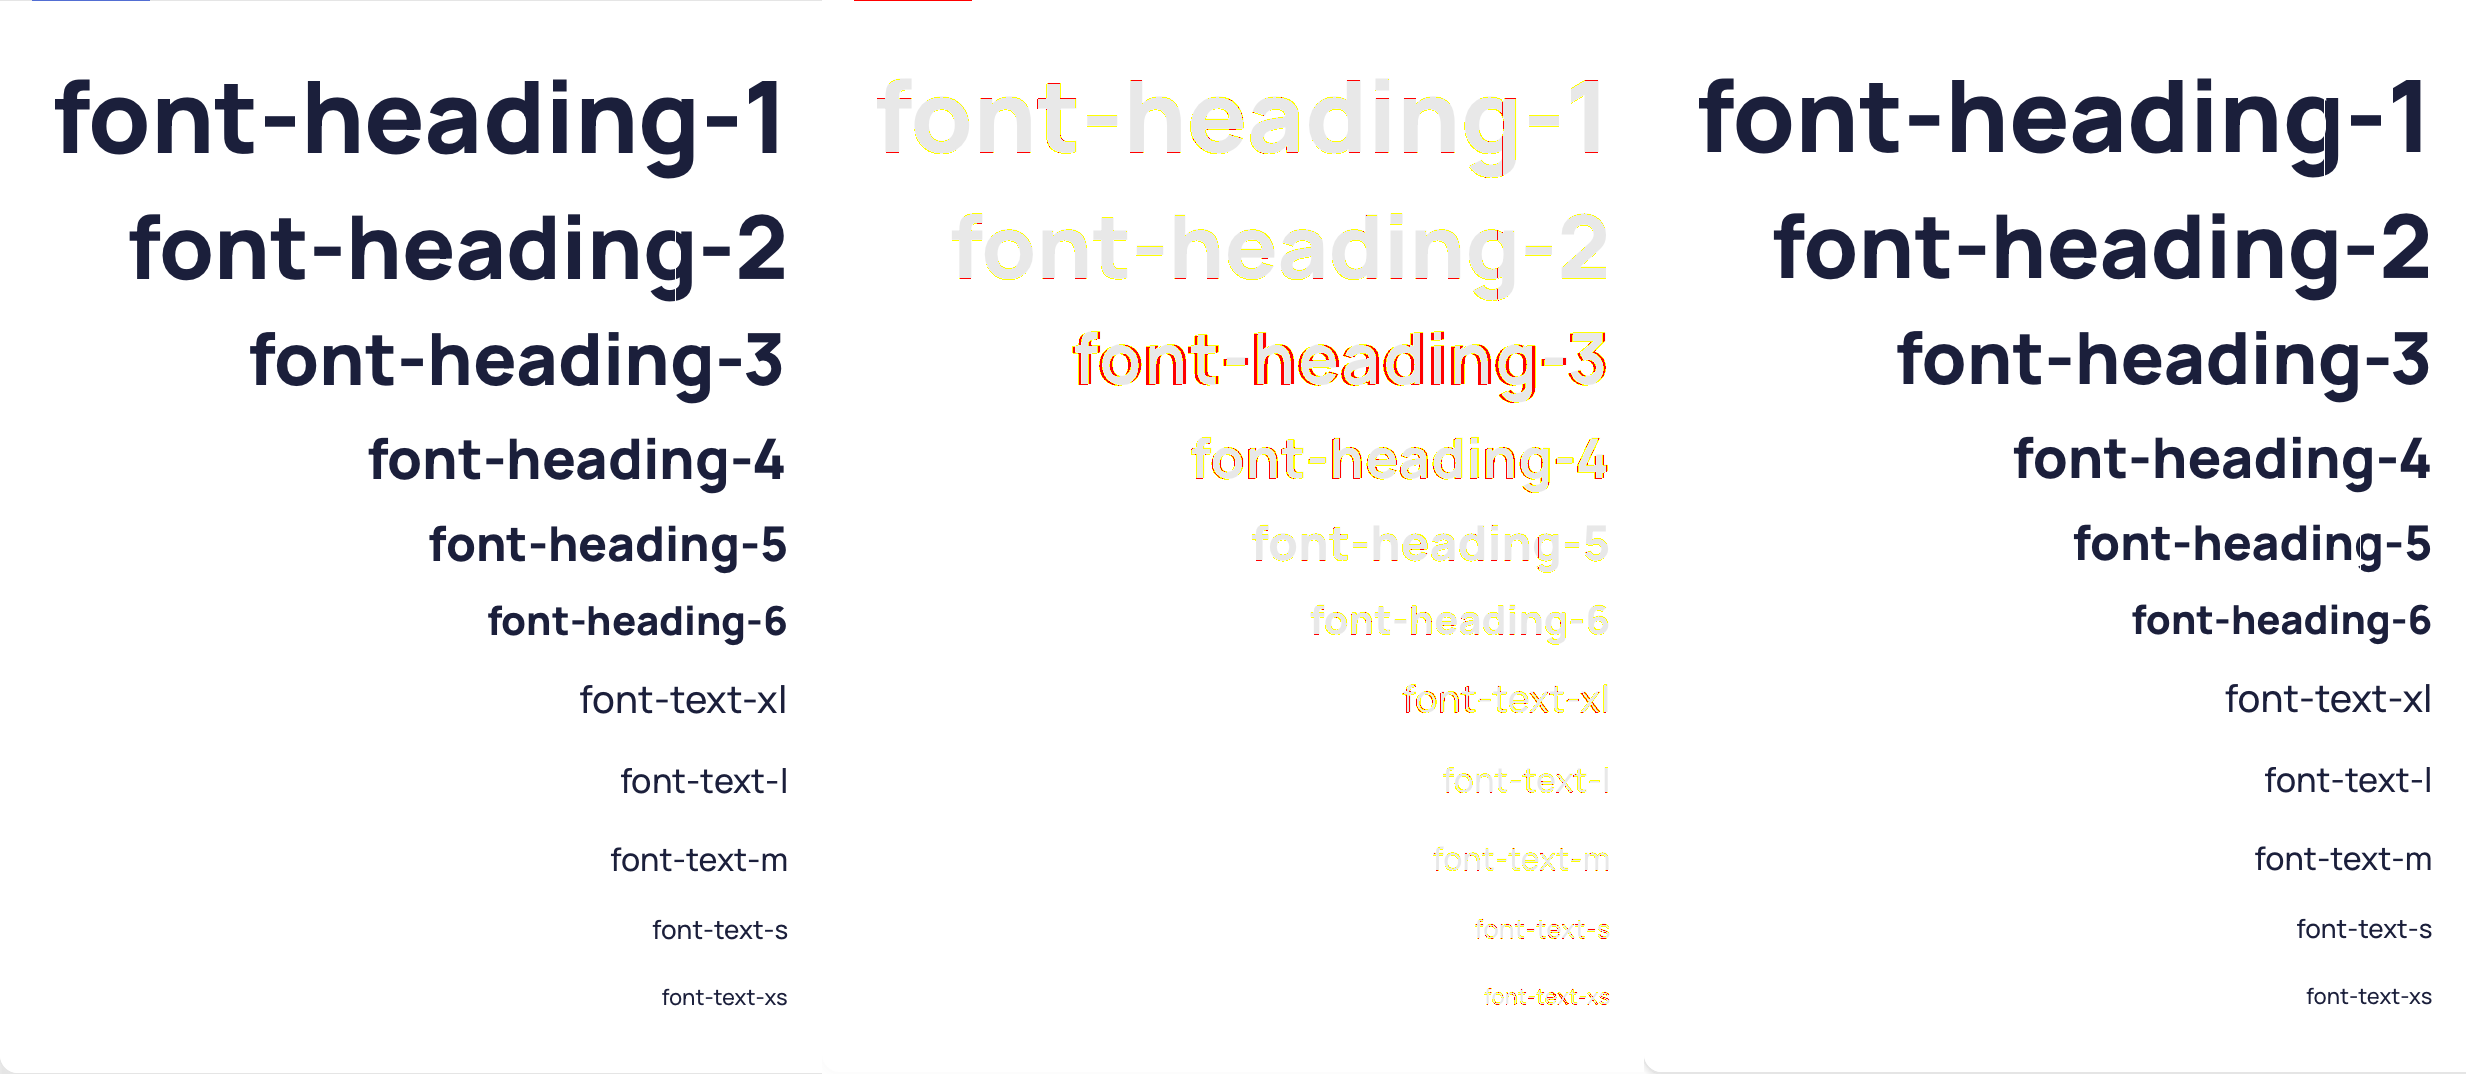 font-heading-1 font-heading-1 font-heading-1
font-heading-2 font-heading-2 font-heading-2
font-heading-3 font-heading-3 font-heading-3
font-heading-4 font-heading-4 font-heading-4
font-heading-5 font-heading-5 font-heading-5
font-heading-6 font-heading-6 font-heading-6
font-text-xl font-text-xl font-text-xl
font-text-l font-text-l font-text-l
font-text-m font-text-m font-text-m
font-text-s font-text-s font-text-s
font-text-xs font-text-xs font-text-xs